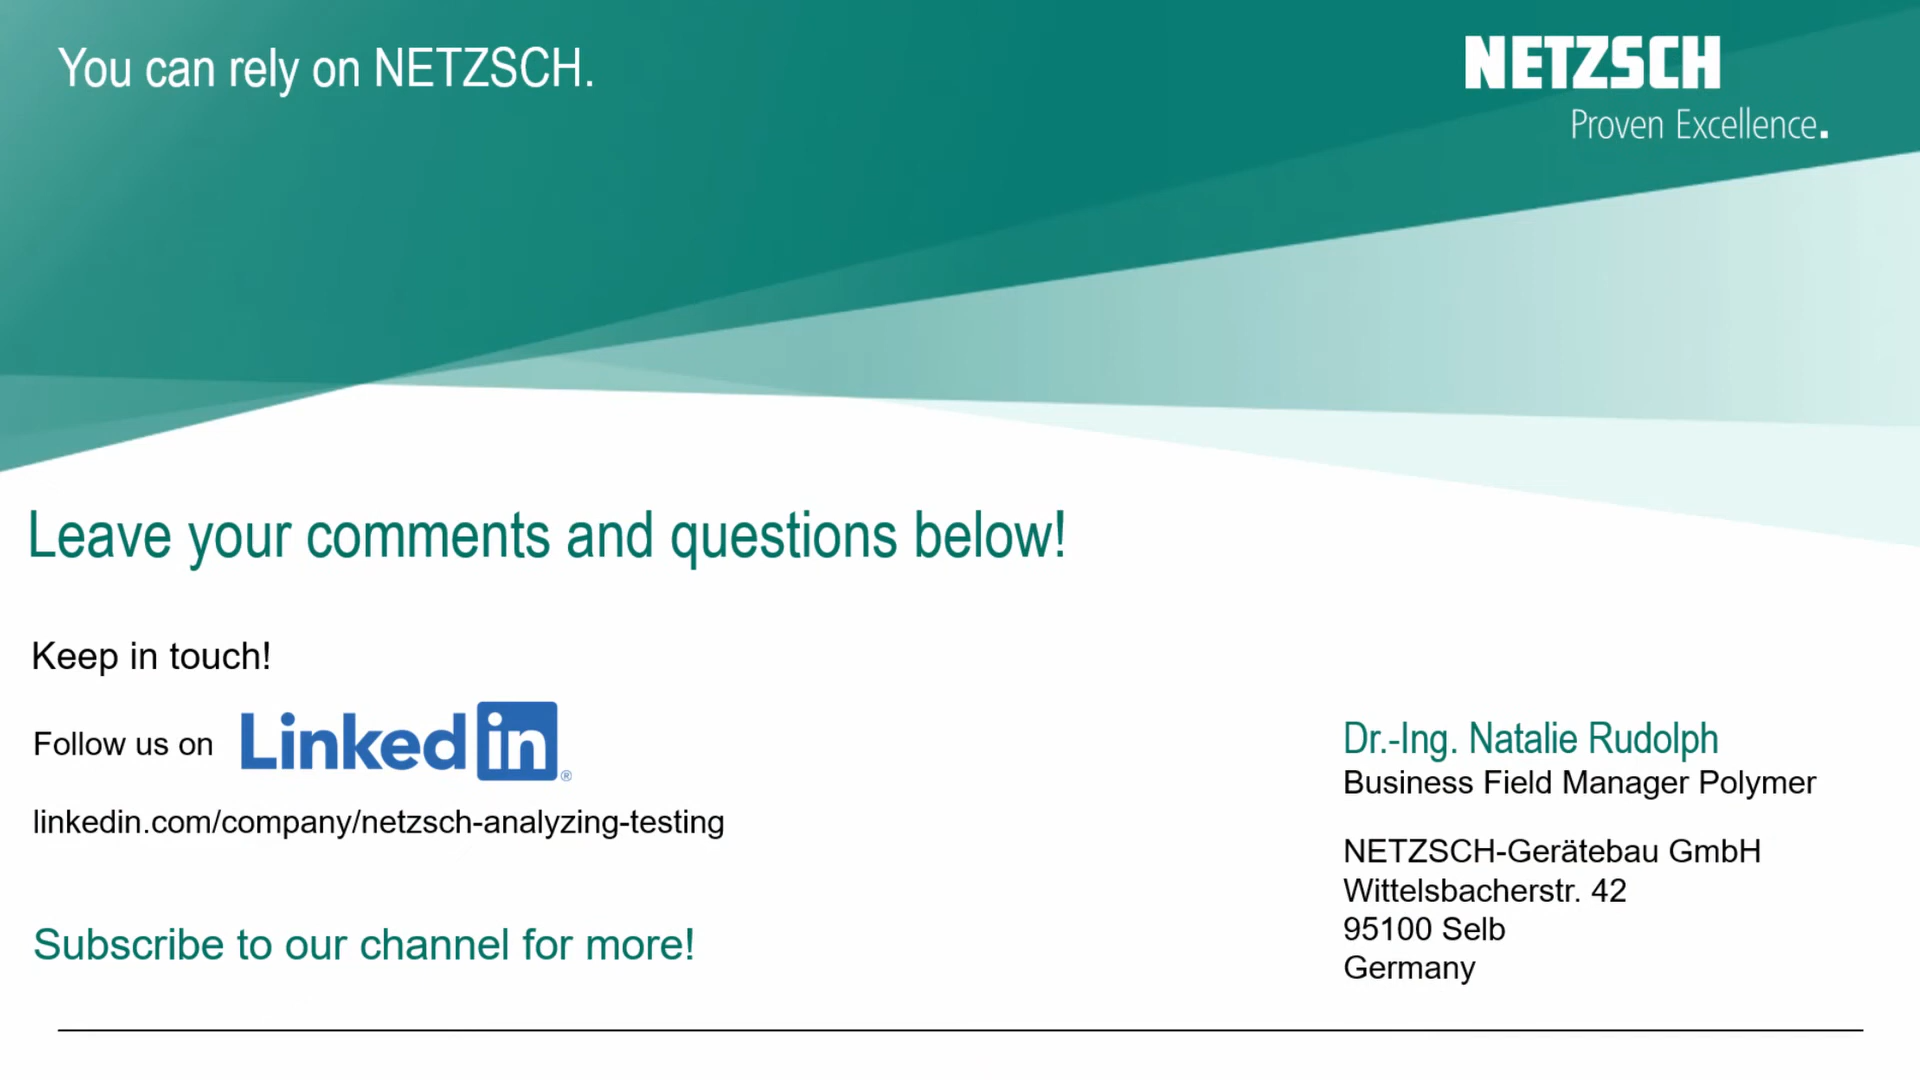 You can rely on NETZSCH.
NETZSCH
Proven Excellence.
Leave your comments and questions below!
Keep in touch!
Follow us on LinkedIn®
linkedin.com/company/netzsch-analyzing-testing
Subscribe to our channel for more!
Dr.-Ing. Natalie Rudolph
Business Field Manager Polymer
NETZSCH-Gerätebau GmbH
Wittelsbacherstr. 42
95100 Selb
Germany